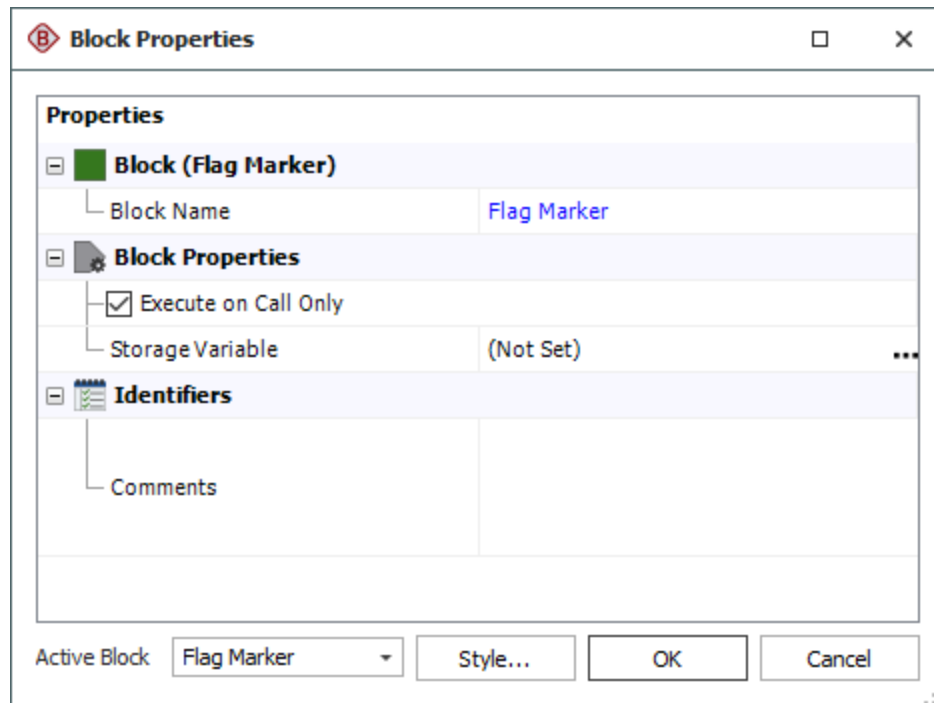 B Block Properties
Properties
Block (Flag Marker)
Block Name Flag Marker
Block Properties
Execute on Call Only
Storage Variable (Not Set) ...
Identifiers
Comments
Active Block Flag Marker Style... OK Cancel